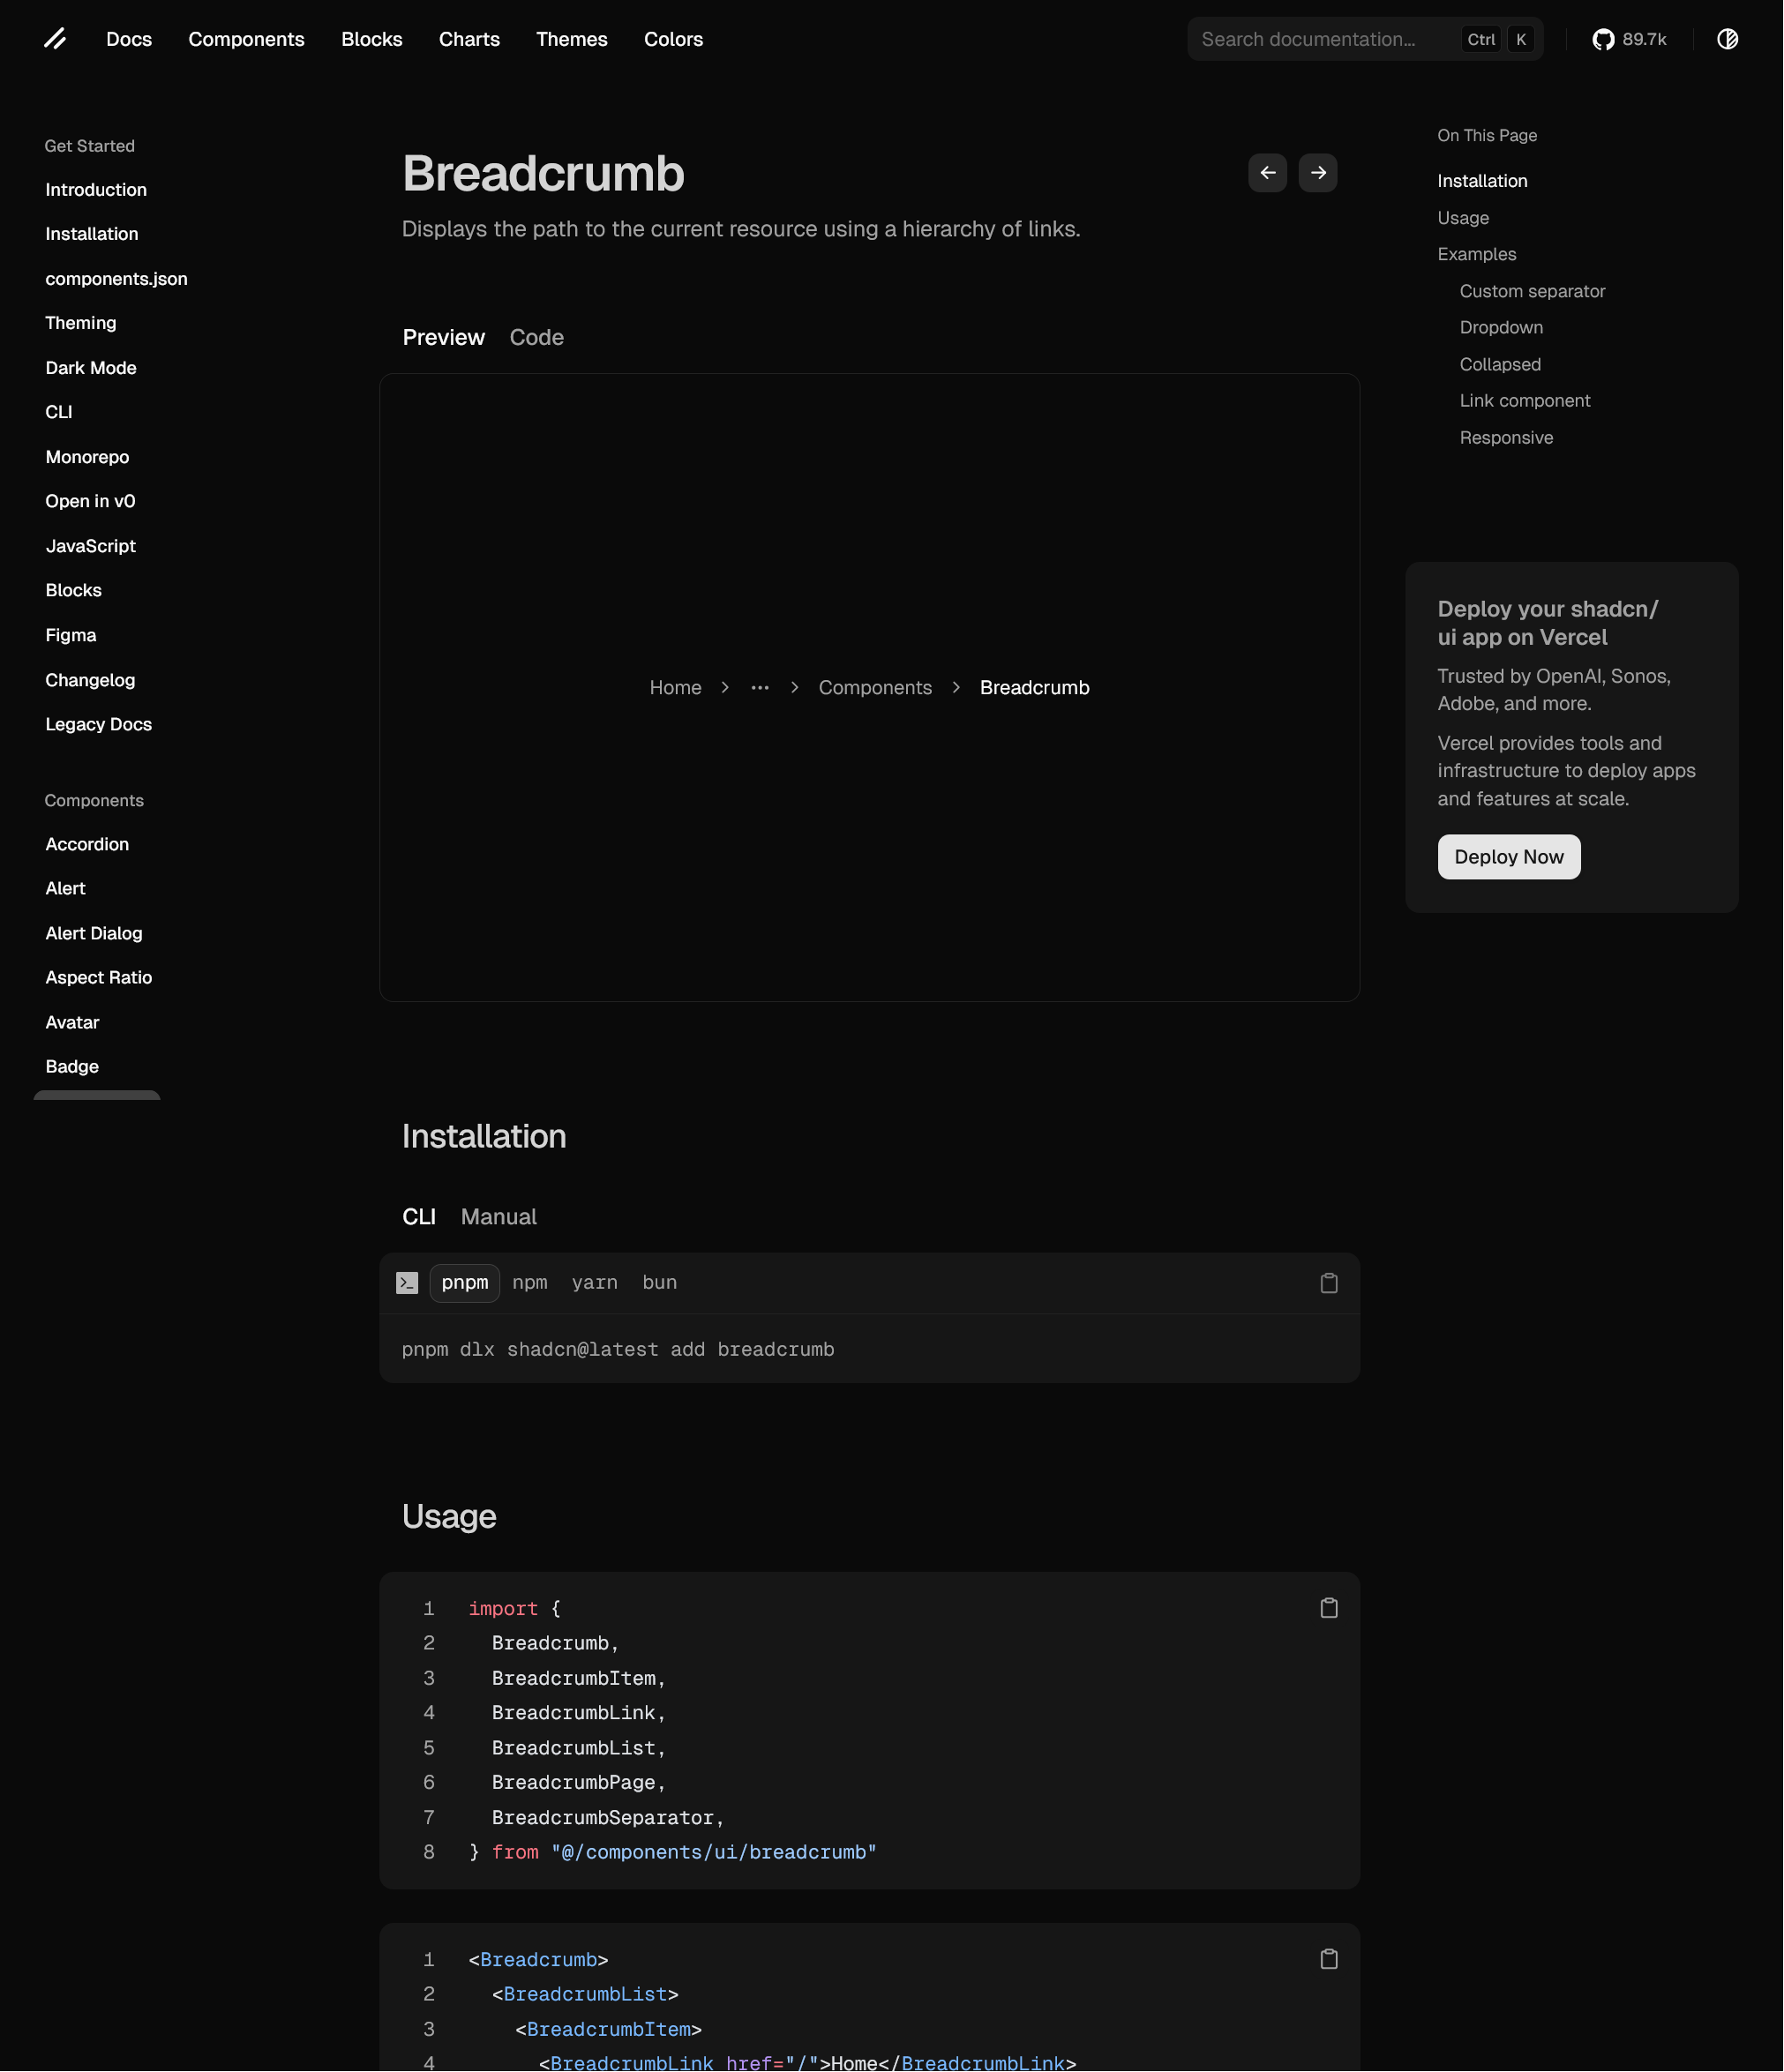 Docs Components Blocks Charts Themes Colors
Search documentation... Ctrl K
89.7k
Get Started
Introduction
Installation
components.json
Theming
Dark Mode
CLI
Monorepo
Open in v0
JavaScript
Blocks
Figma
Changelog
Legacy Docs
Components
Accordion
Alert
Alert Dialog
Aspect Ratio
Avatar
Badge
Breadcrumb
Displays the path to the current resource using a hierarchy of links.
Preview Code
Home > ··· > Components > Breadcrumb
Installation
CLI Manual
pnpm npm yarn bun
pnpm dlx shadcn@latest add breadcrumb
Usage
1 import {
2 Breadcrumb,
3 BreadcrumbItem,
4 BreadcrumbLink,
5 BreadcrumbList,
6 BreadcrumbPage,
7 BreadcrumbSeparator,
8 } from "@/components/ui/breadcrumb"
1 <Breadcrumb>
2 <BreadcrumbList>
3 <BreadcrumbItem>
4 <BreadcrumbLink href="/">Home</BreadcrumbLink>
On This Page
Installation
Usage
Examples
Custom separator
Dropdown
Collapsed
Link component
Responsive
Deploy your shadcn/
ui app on Vercel
Trusted by OpenAI, Sonos,
Adobe, and more.
Vercel provides tools and
infrastructure to deploy apps
and features at scale.
Deploy Now